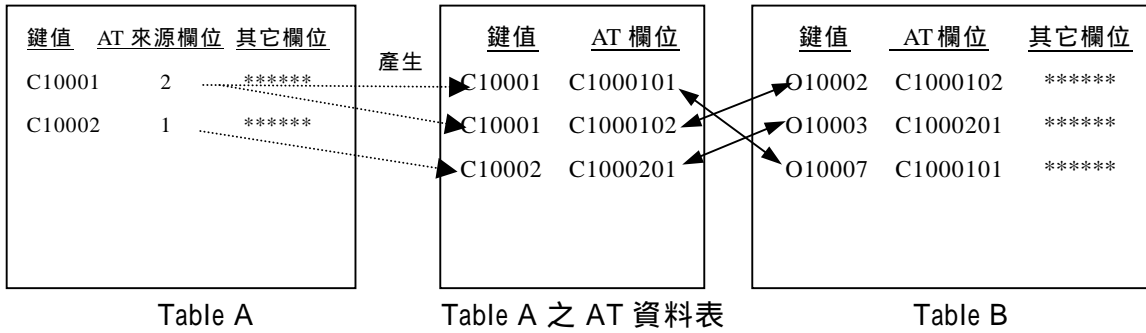 鍵值 AT 來源欄位 其它欄位
C10001 2 ******
C10002 1 ******
Table A
產生
鍵值 AT 欄位
C10001 C1000101
C10001 C1000102
C10002 C1000201
Table A 之 AT 資料表
鍵值 AT欄位 其它欄位
O10002 C1000102 ******
O10003 C1000201 ******
O10007 C1000101 ******
Table B